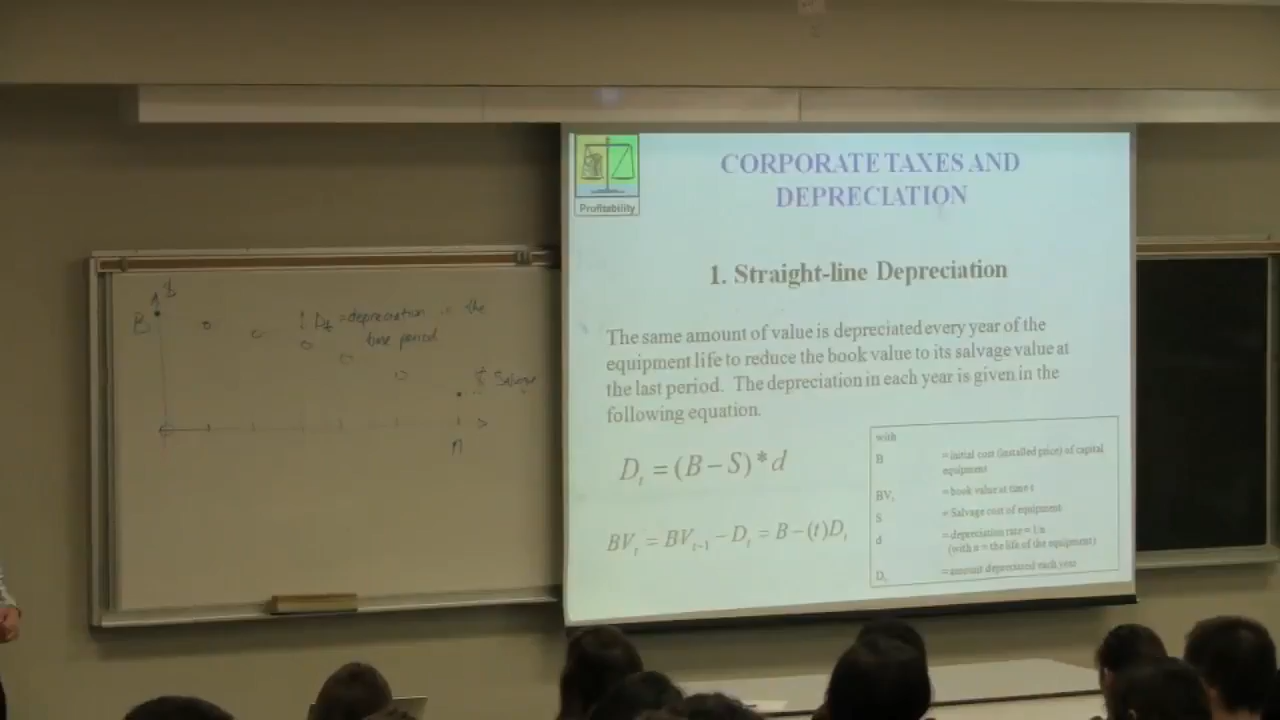 $
B
D_t = depreciation in the
time period
$ Salvage
n
Profitability
CORPORATE TAXES AND
DEPRECIATION
1. Straight-line Depreciation
The same amount of value is depreciated every year of the
equipment life to reduce the book value to its salvage value at
the last period. The depreciation in each year is given in the
following equation.
D_t = (B – S) * d
BV_t = BV_{t–1} – D_t = B – (t)D_t
with
B = initial cost (installed price) of capital
equipment
BV_t = book value at time t
S = Salvage cost of equipment
d = depreciation rate = 1/n
(with n = the life of the equipment)
D_t = amount depreciated each year